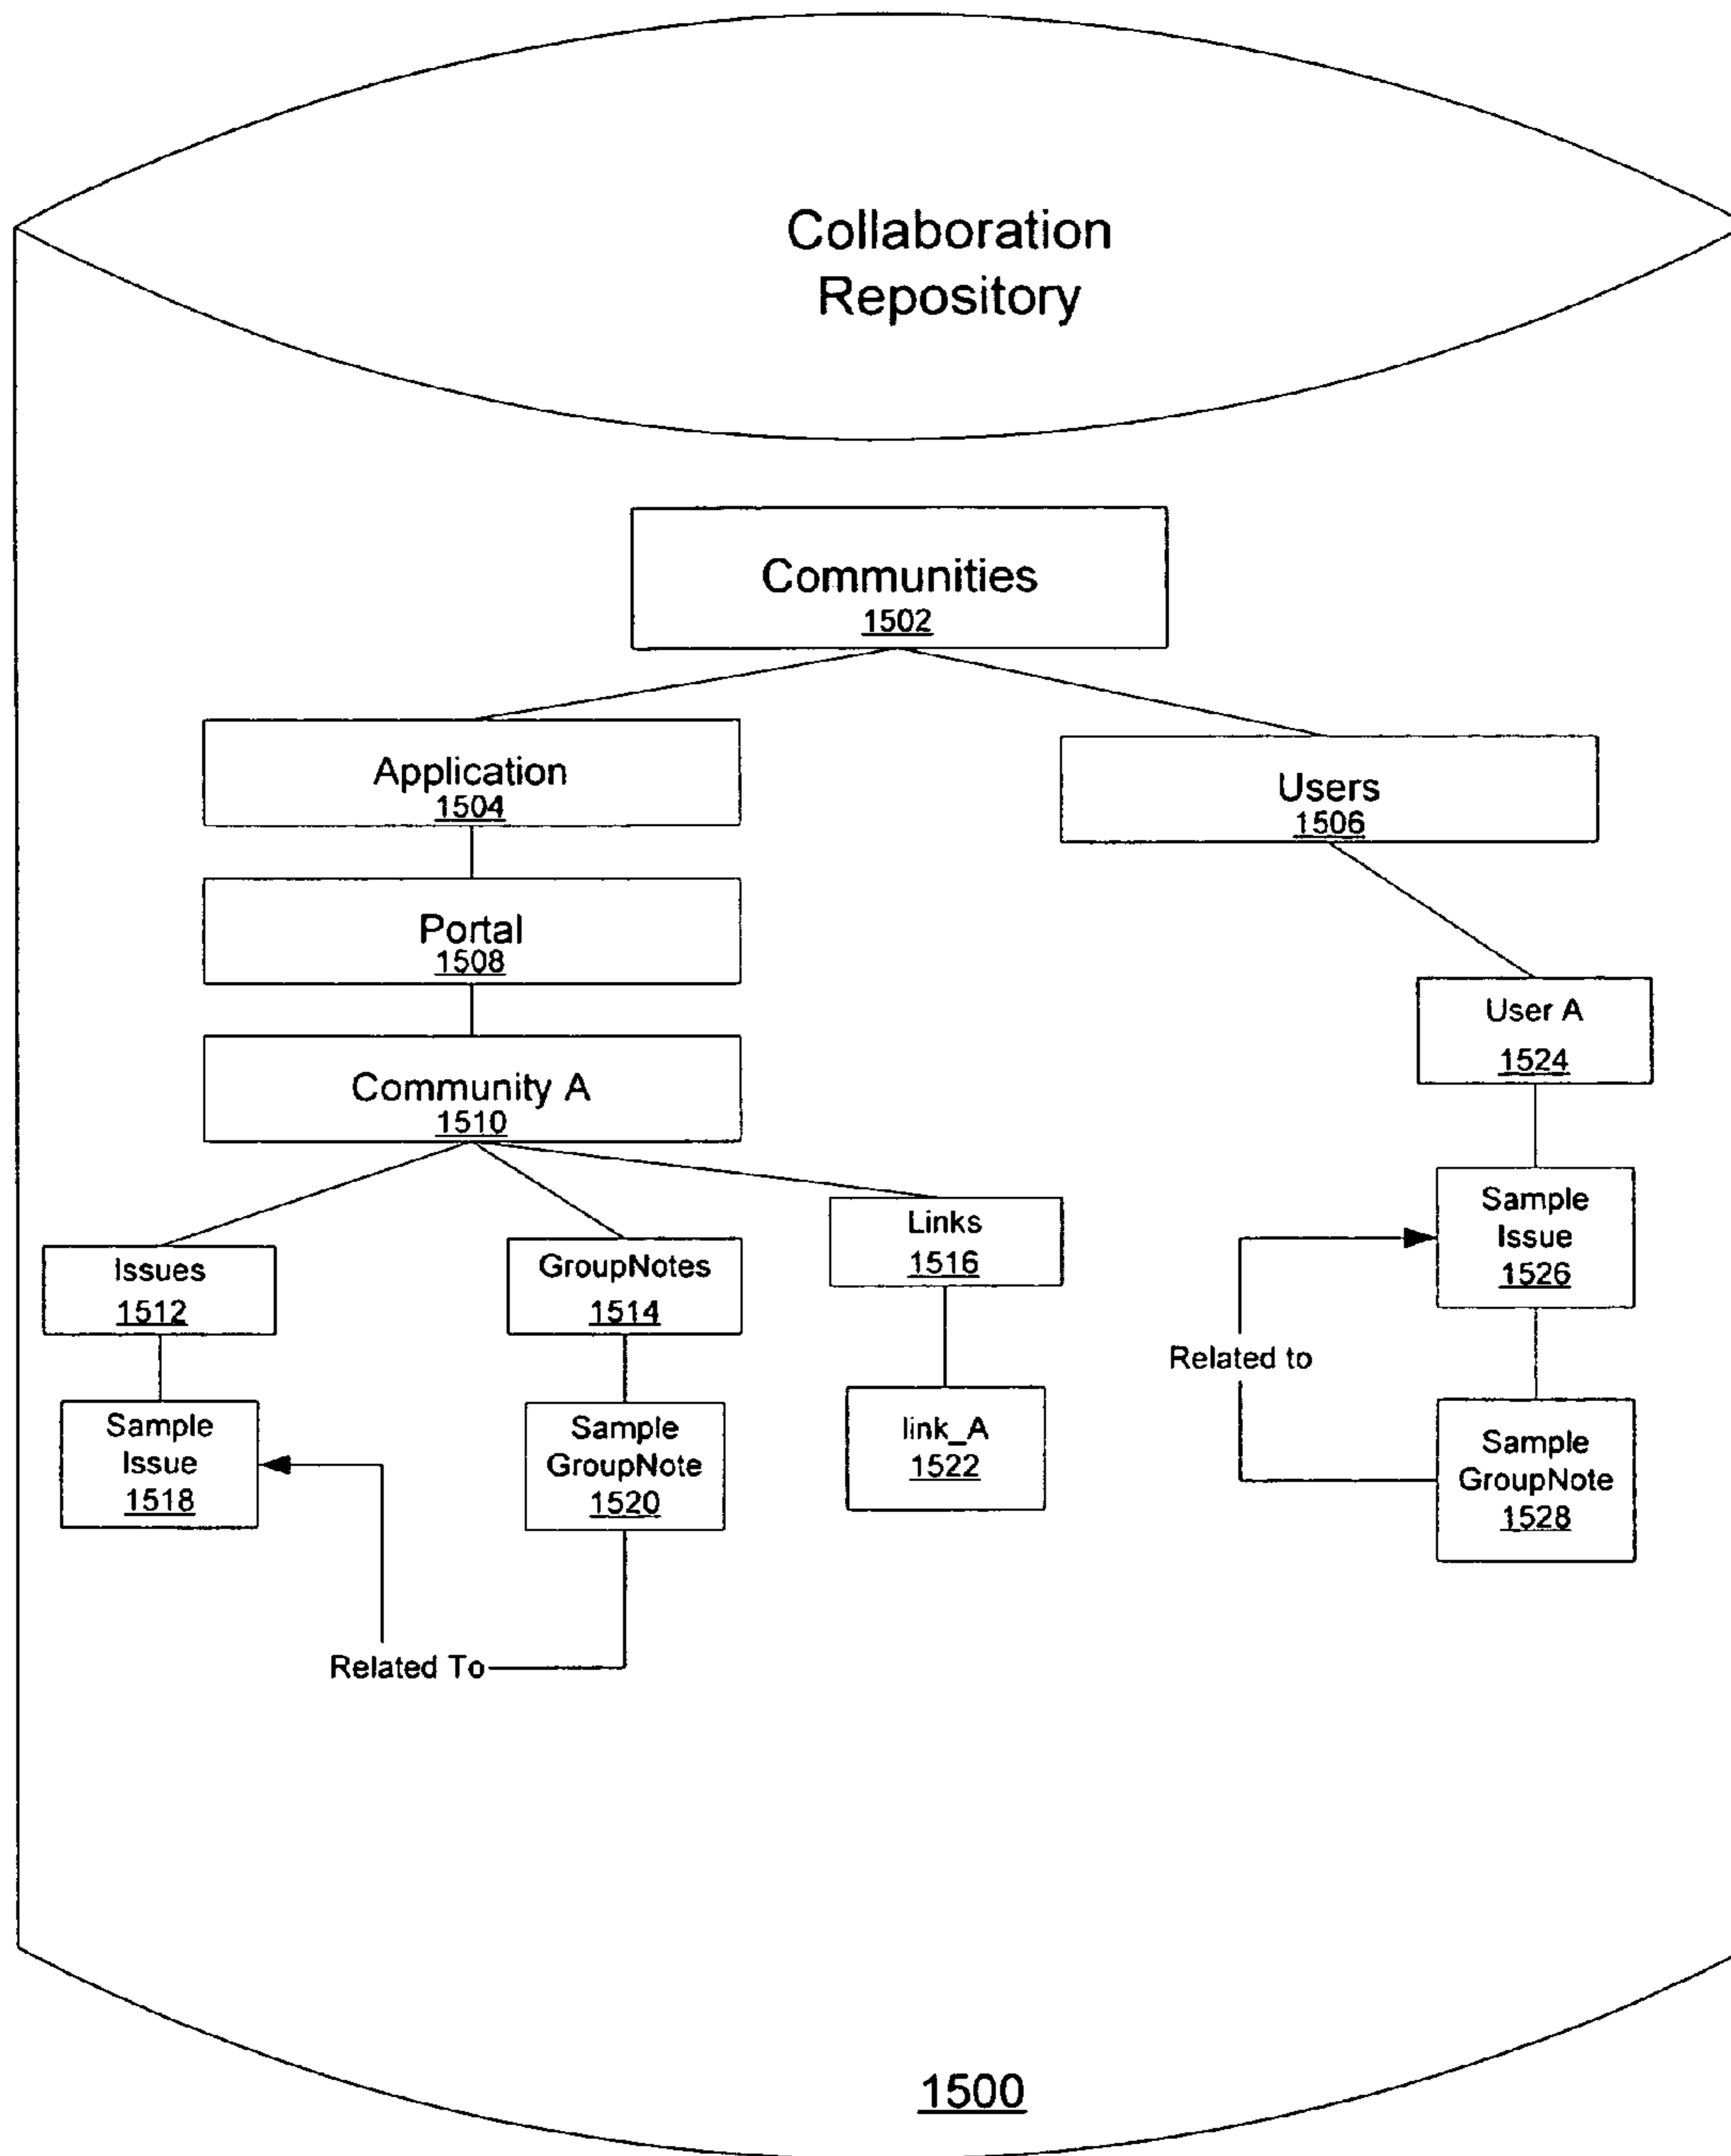 Collaboration
Repository
Communities
1502
Application
1504
Users
1506
Portal
1508
Community A
1510
User A
1524
Issues
1512
GroupNotes
1514
Links
1516
Sample
Issue
1526
Related to
Sample
Issue
1518
Sample
GroupNote
1520
link_A
1522
Sample
GroupNote
1528
Related To
1500